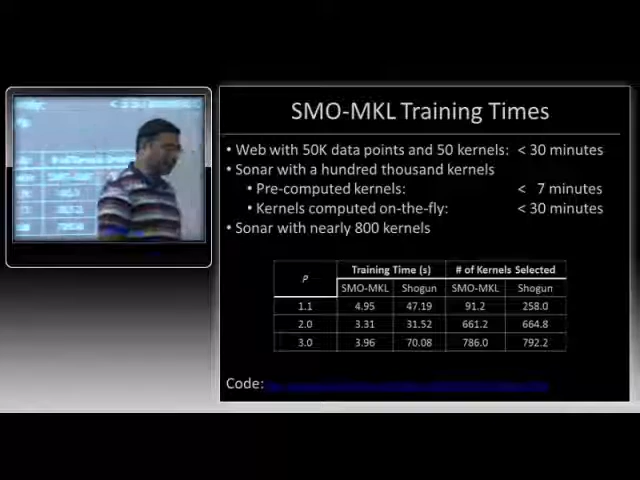 SMO-MKL Training Times
• Web with 50K data points and 50 kernels: < 30 minutes
• Sonar with a hundred thousand kernels
• Pre-computed kernels: < 7 minutes
• Kernels computed on-the-fly: < 30 minutes
• Sonar with nearly 800 kernels
p Training Time (s) # of Kernels Selected
SMO-MKL Shogun SMO-MKL Shogun
1.1 4.95 47.19 91.2 258.0
2.0 3.31 31.52 661.2 664.8
3.0 3.96 70.08 786.0 792.2
Code: